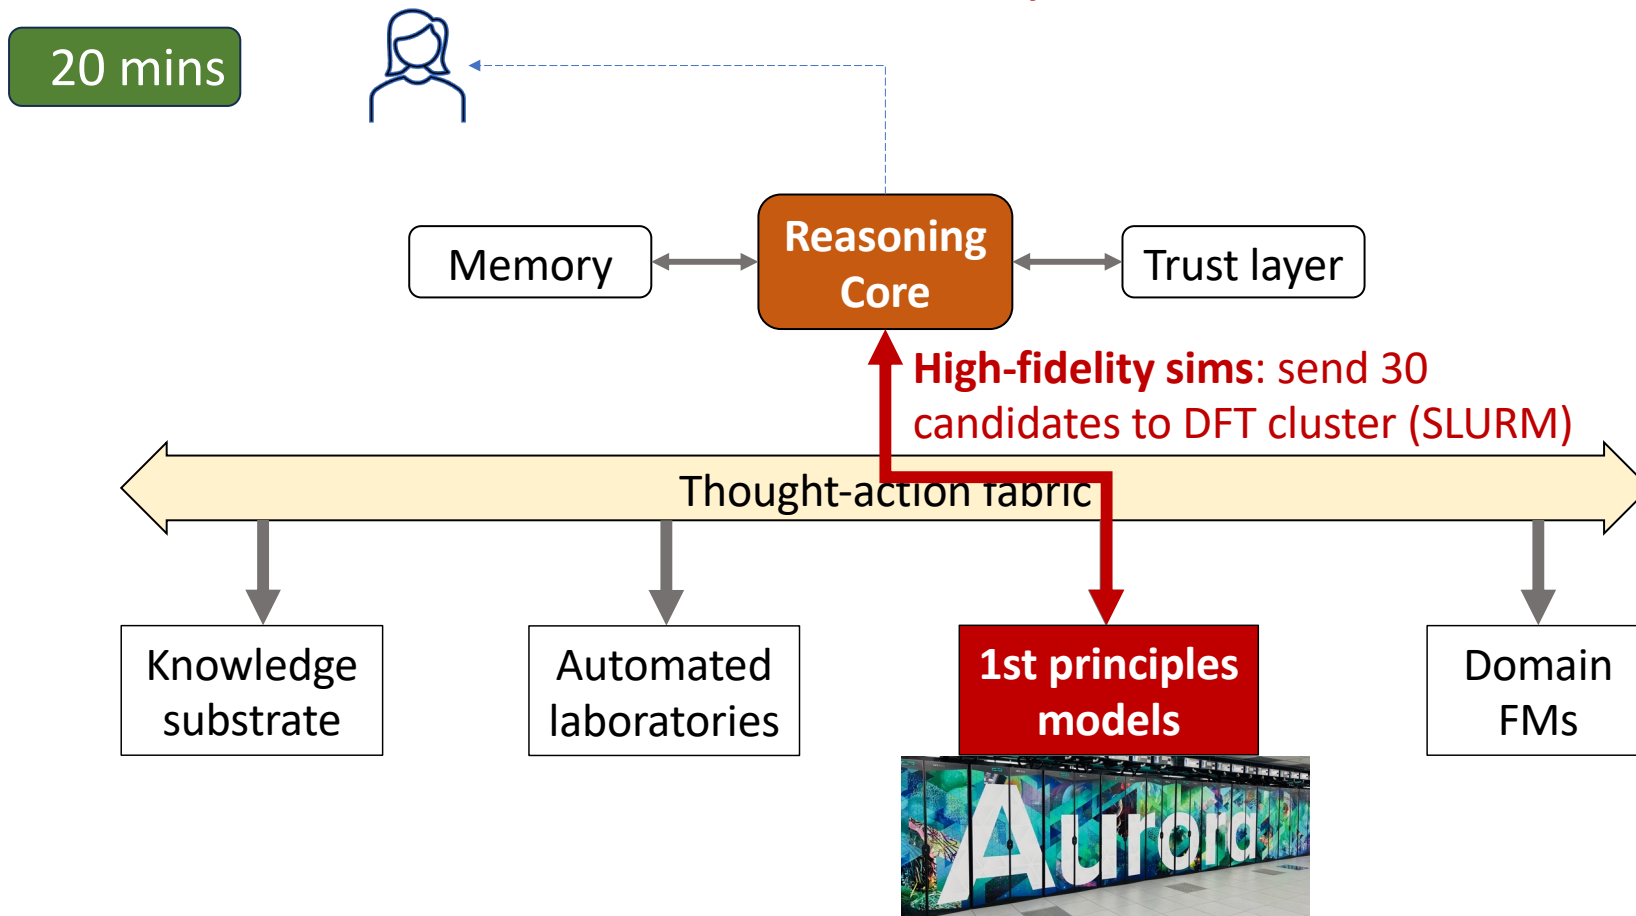 20 mins
Reasoning
Core
Memory
Trust layer
High-fidelity sims: send 30
candidates to DFT cluster (SLURM)
Thought-action fabric
Knowledge
substrate
Automated
laboratories
1st principles
models
Domain
FMs
Aurora